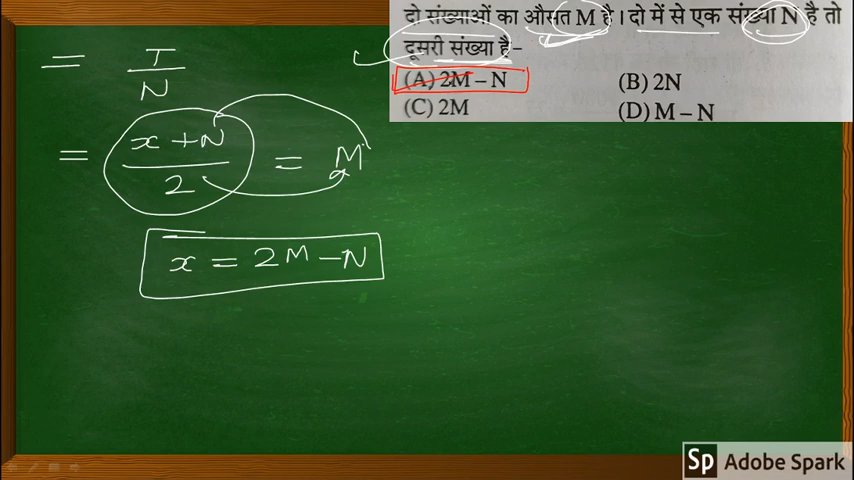 दो संख्याओं का औसत M है। दो में से एक संख्या N है तो
दूसरी संख्या है-
(A) 2M – N (B) 2N
(C) 2M (D) M – N
= T/N
= x+N/2 = M
x = 2M – N
Sp Adobe Spark